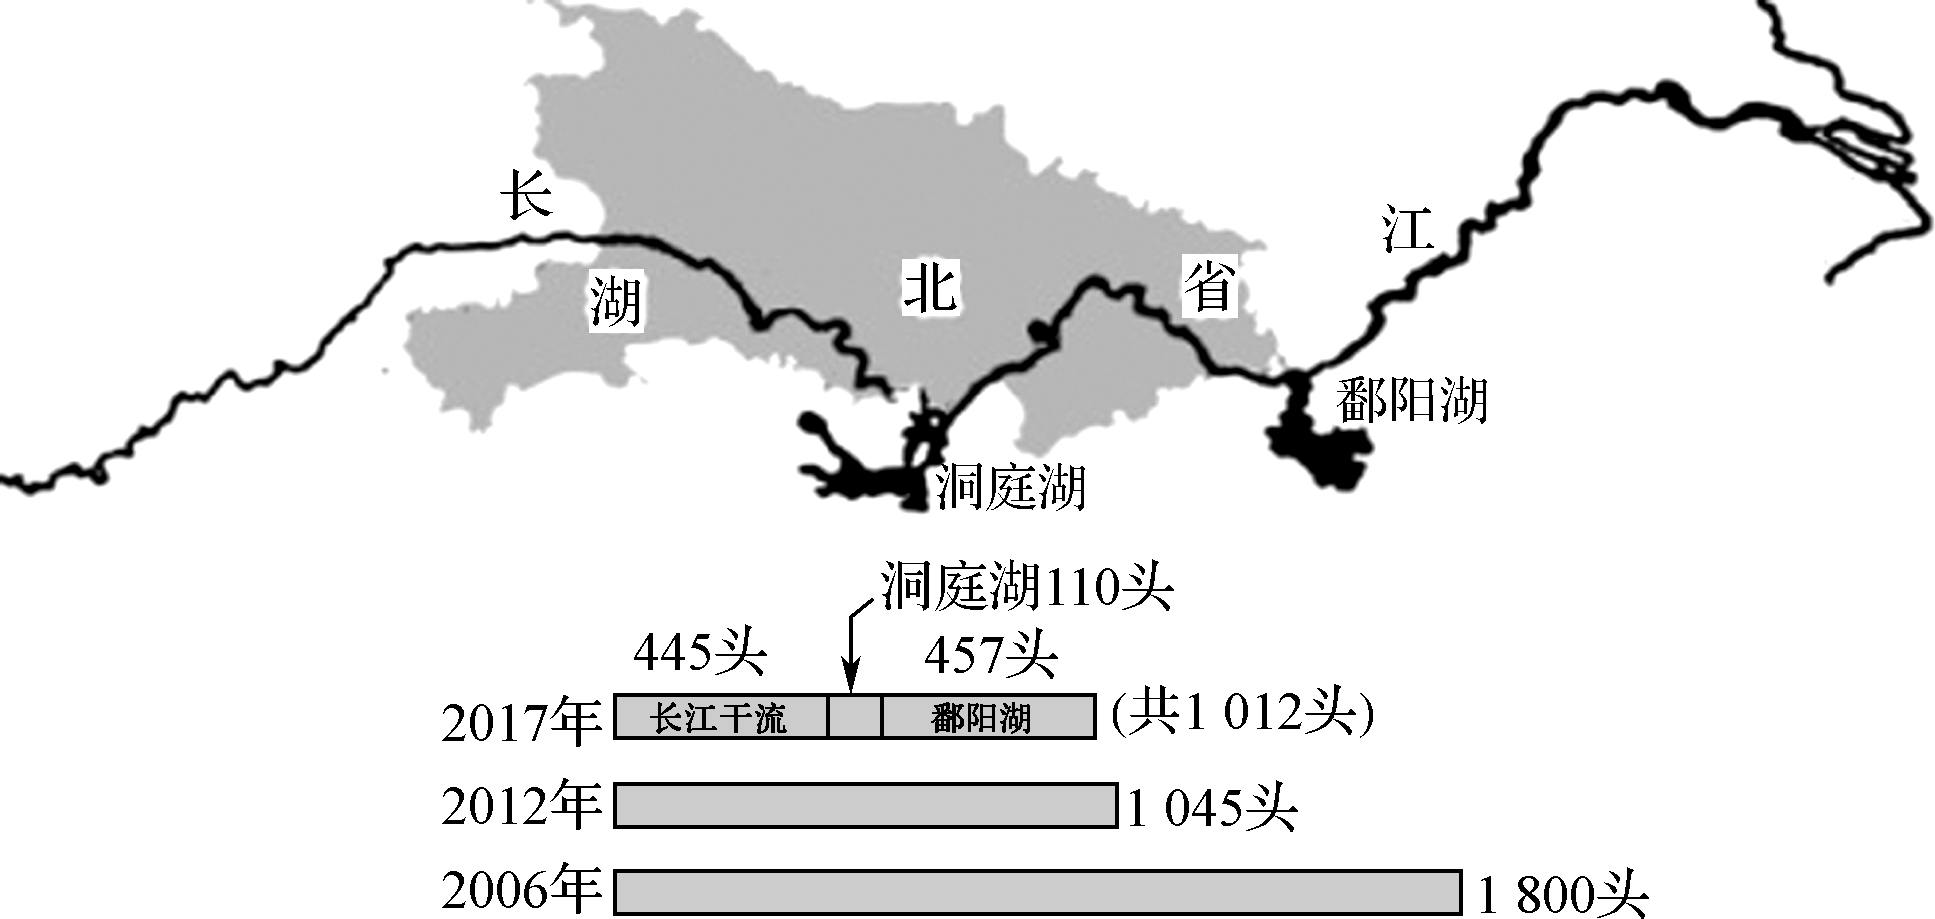 长 江
湖 北 省
鄱阳湖
洞庭湖
洞庭湖110头
445头 457头
2017年 长江干流 鄱阳湖 (共1 012头)
2012年 1 045头
2006年 1 800头